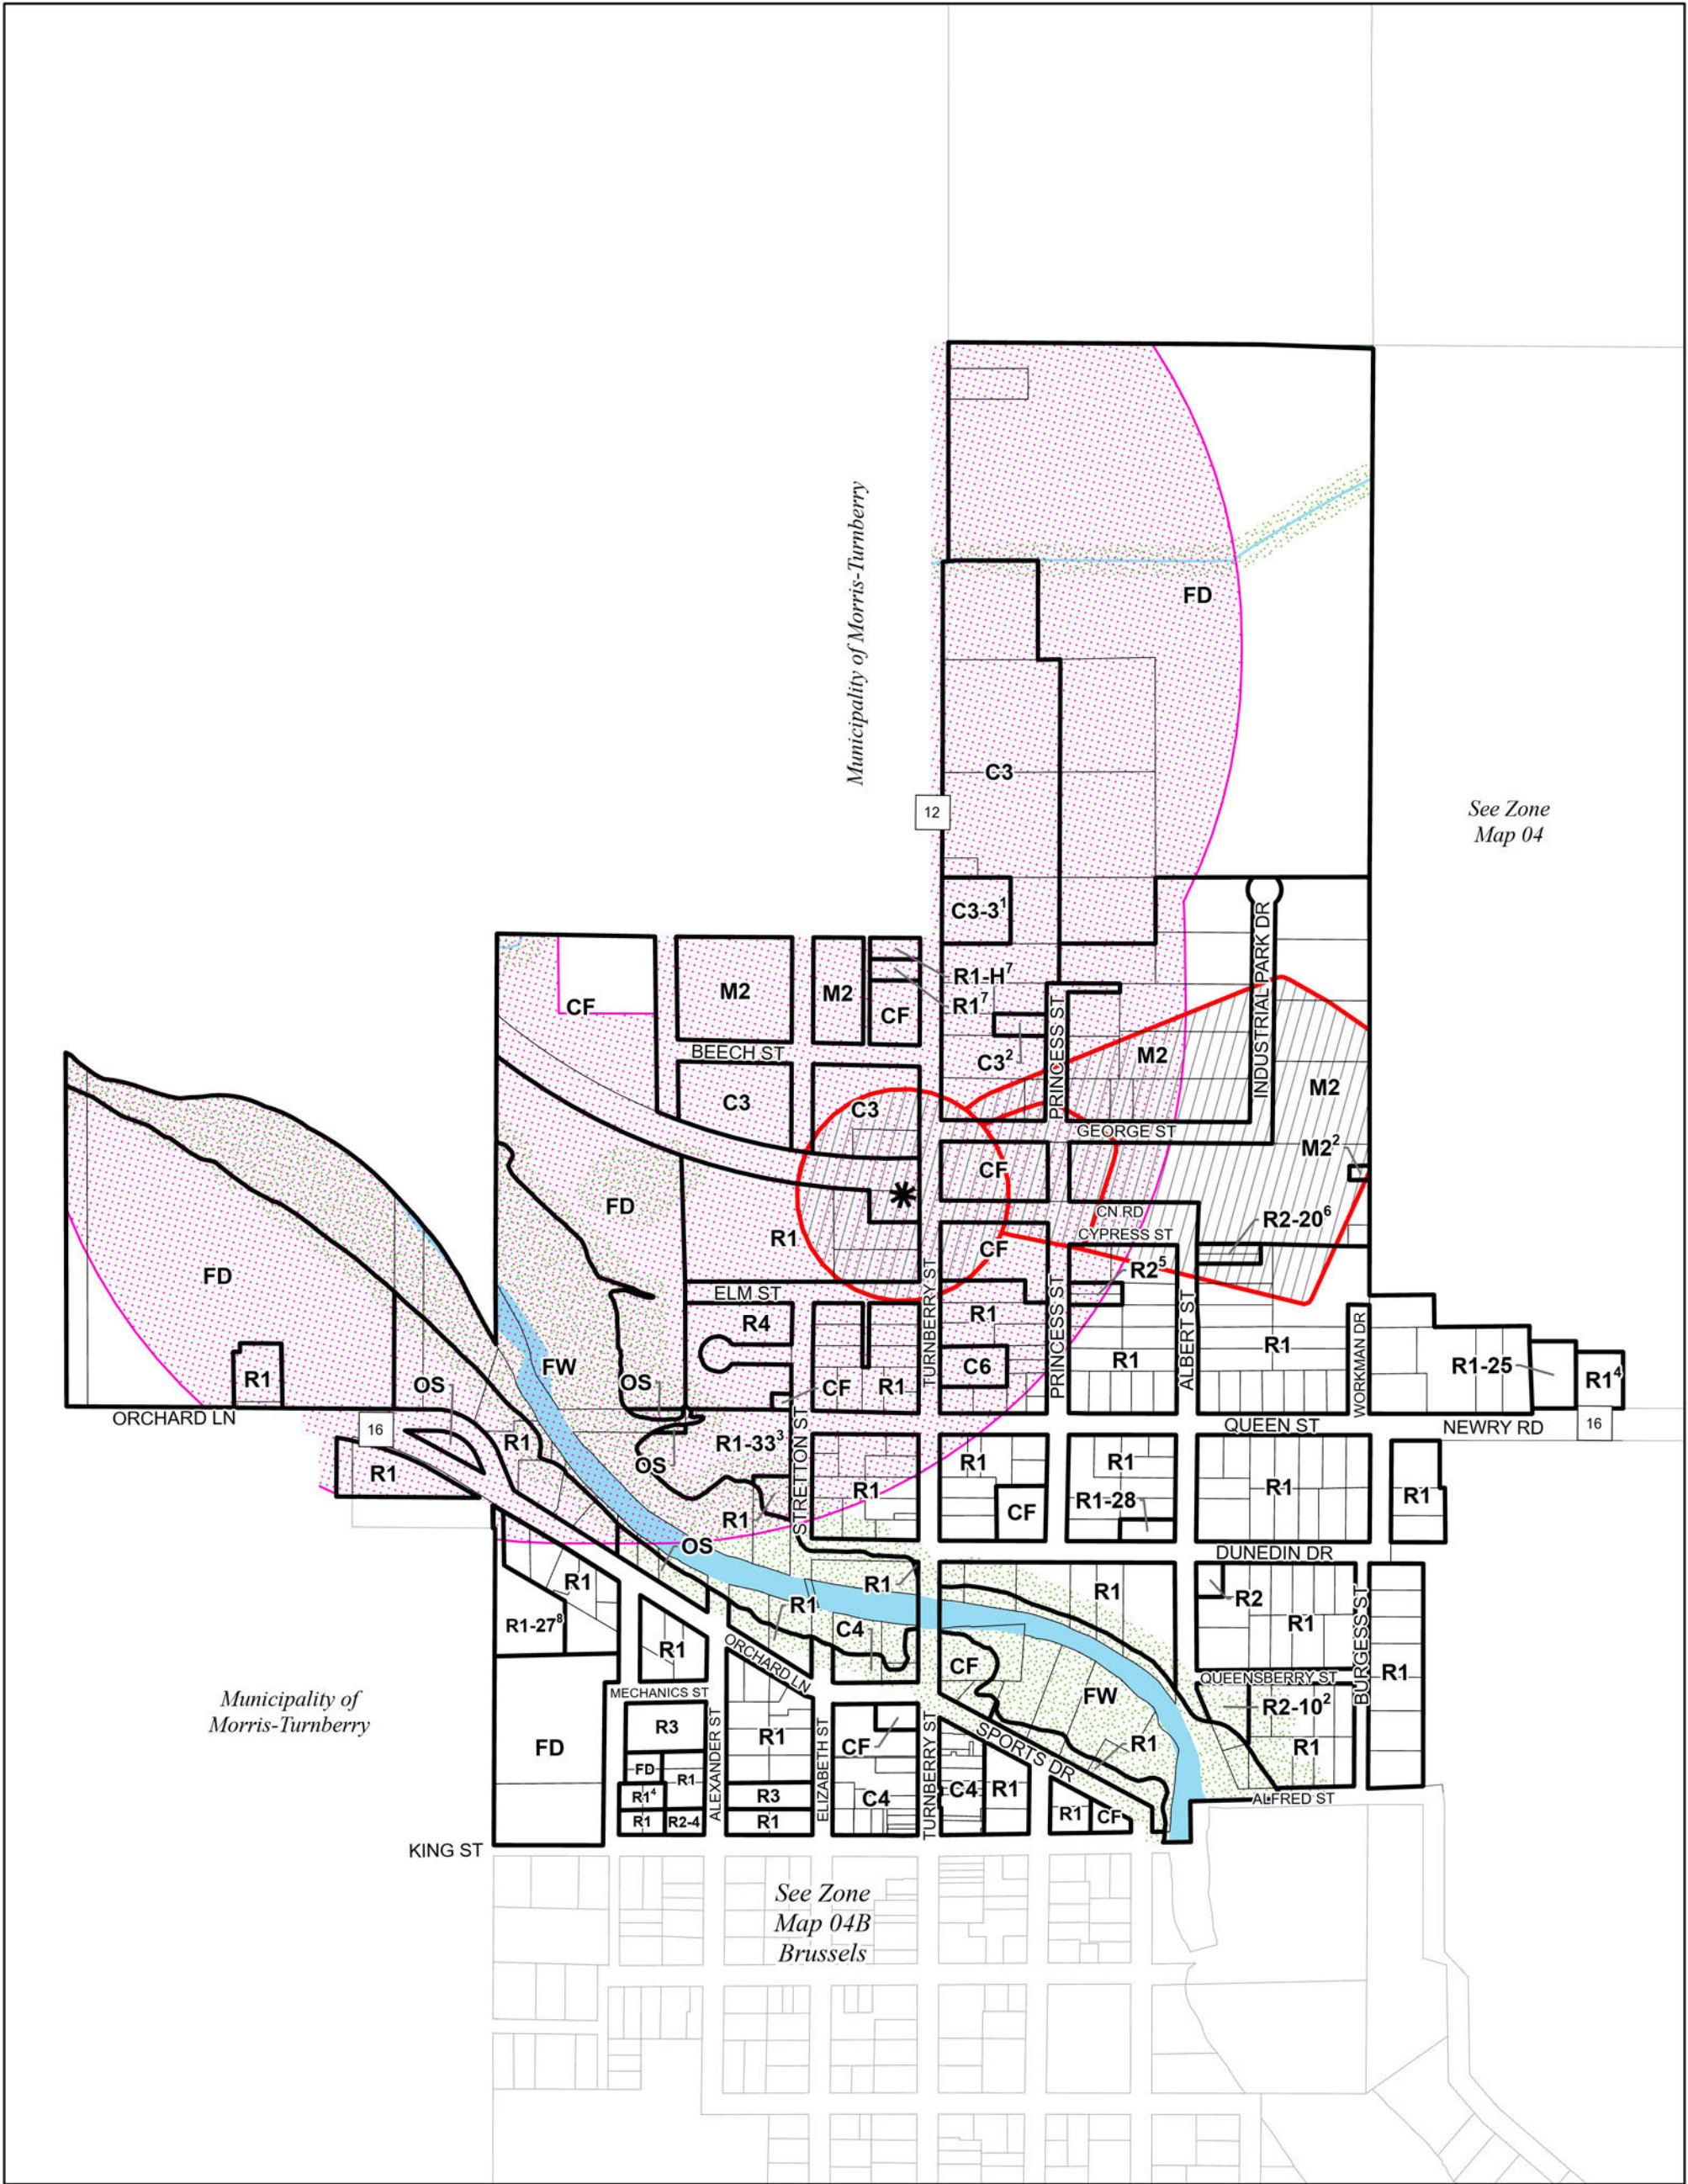 Municipality of Morris-Turnberry
FD
C3
12
See Zone
Map 04
C3-3¹
INDUSTRIAL PARK DR
R1-H⁷
M2
M2
R1⁷
CF
CF
PRINCESS ST
BEECH ST
C3²
M2
M2
C3
C3
GEORGE ST
M2²
CF
FD
CN RD
R2-20⁶
CYPRESS ST
R1
CF
R2⁵
FD
ELM ST
TURNBERRY ST
PRINCESS ST
ALBERT ST
WORKMAN DR
R4
R1
R1
FW
C6
R1
R1-25
R1
OS
OS
CF
R1
R1⁴
ORCHARD LN
16
QUEEN ST
NEWRY RD
16
R1
R1-33³
STRETTON ST
R1
OS
R1
R1
R1
R1
R1
R1-28
CF
R1
OS
DUNEDIN DR
R1
R1
R1
R2
R1
R1
R1-27⁸
C4
BURGESS ST
R1
ORCHARD LN
CF
QUEENSBERRY ST
R1
MECHANICS ST
FW
R2-10²
Municipality of
Morris-Turnberry
R3
ALEXANDER ST
R1
ELIZABETH ST
CF
TURNBERRY ST
SPORTS DR
R1
R1
FD
FD
R1
R1⁴
R3
C4
C4
R1
ALFRED ST
R1
R2-4
R1
R1
CF
KING ST
See Zone
Map 04B
Brussels